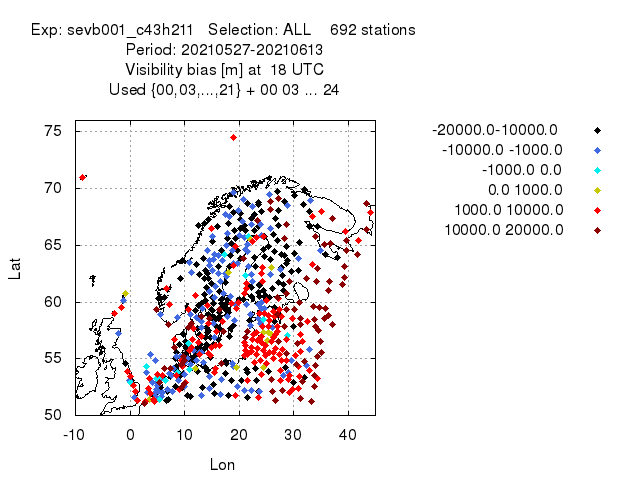 Exp: sevb001_c43h211   Selection: ALL    692 stations
Period: 20210527-20210613
Visibility bias [m] at  18 UTC
Used {00,03,...,21} + 00 03 ... 24
-20000.0-10000.0
-10000.0 -1000.0
-1000.0 0.0
0.0 1000.0
1000.0 10000.0
10000.0 20000.0
75
70
65
60
55
50
Lat
-10 0 10 20 30 40
Lon